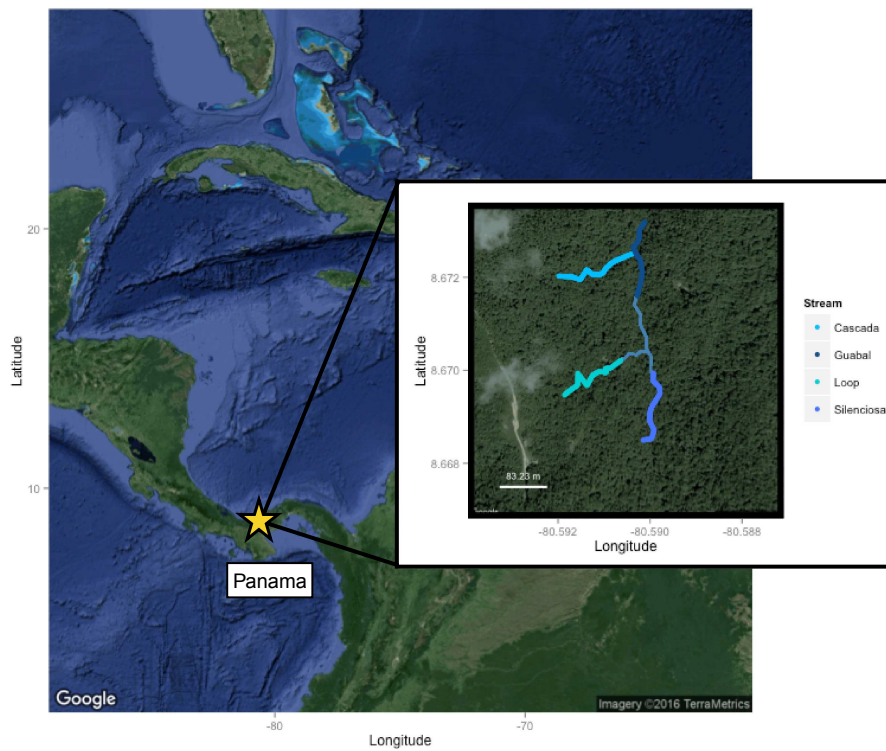 20
10
Latitude
-80
-70
Longitude
Panama
Google
Imagery ©2016 TerraMetrics
8.672
8.670
8.668
Latitude
83.23 m
-80.592
-80.590
-80.588
Longitude
Stream
Cascada
Guabal
Loop
Silenciosa